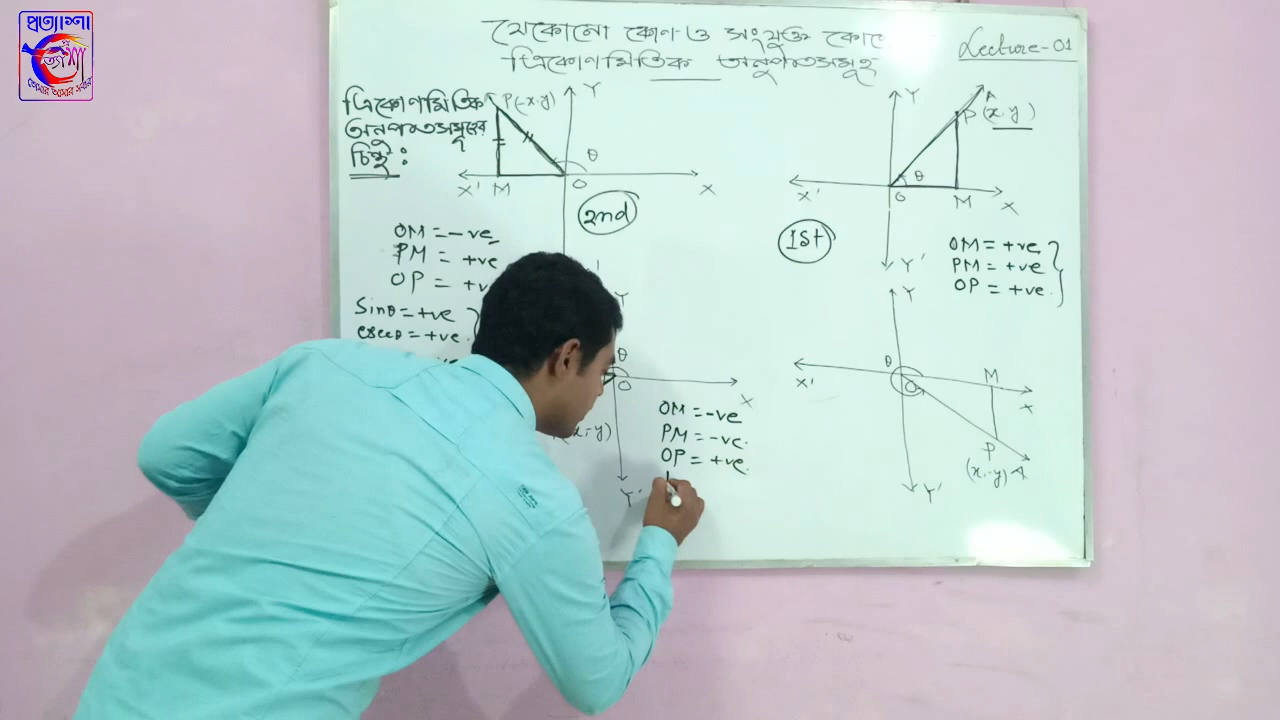 প্রত্যাশা
যেকোনো কোণ ও সংযুক্ত
ত্রিকোণমিতিক অনুপাতসমূহ
Lecture-01
ত্রিকোণমিতিক
অনুপাতসমূহের
চিহ্ন :
P(-x,y)
Y
θ
X'
M
O
X
2nd
OM = -ve
PM = +ve
OP = +v
Sinθ = +ve
cosecθ = +ve
Y
A
P (x,y)
θ
X'
O
M
X
1st
Y'
OM = +ve
PM = +ve
OP = +ve
Y
θ
O
X
-y)
Y'
OM = -ve
PM = -ve
OP = +ve
Y
θ
X'
O
M
X
P
(x,-y) A
Y'